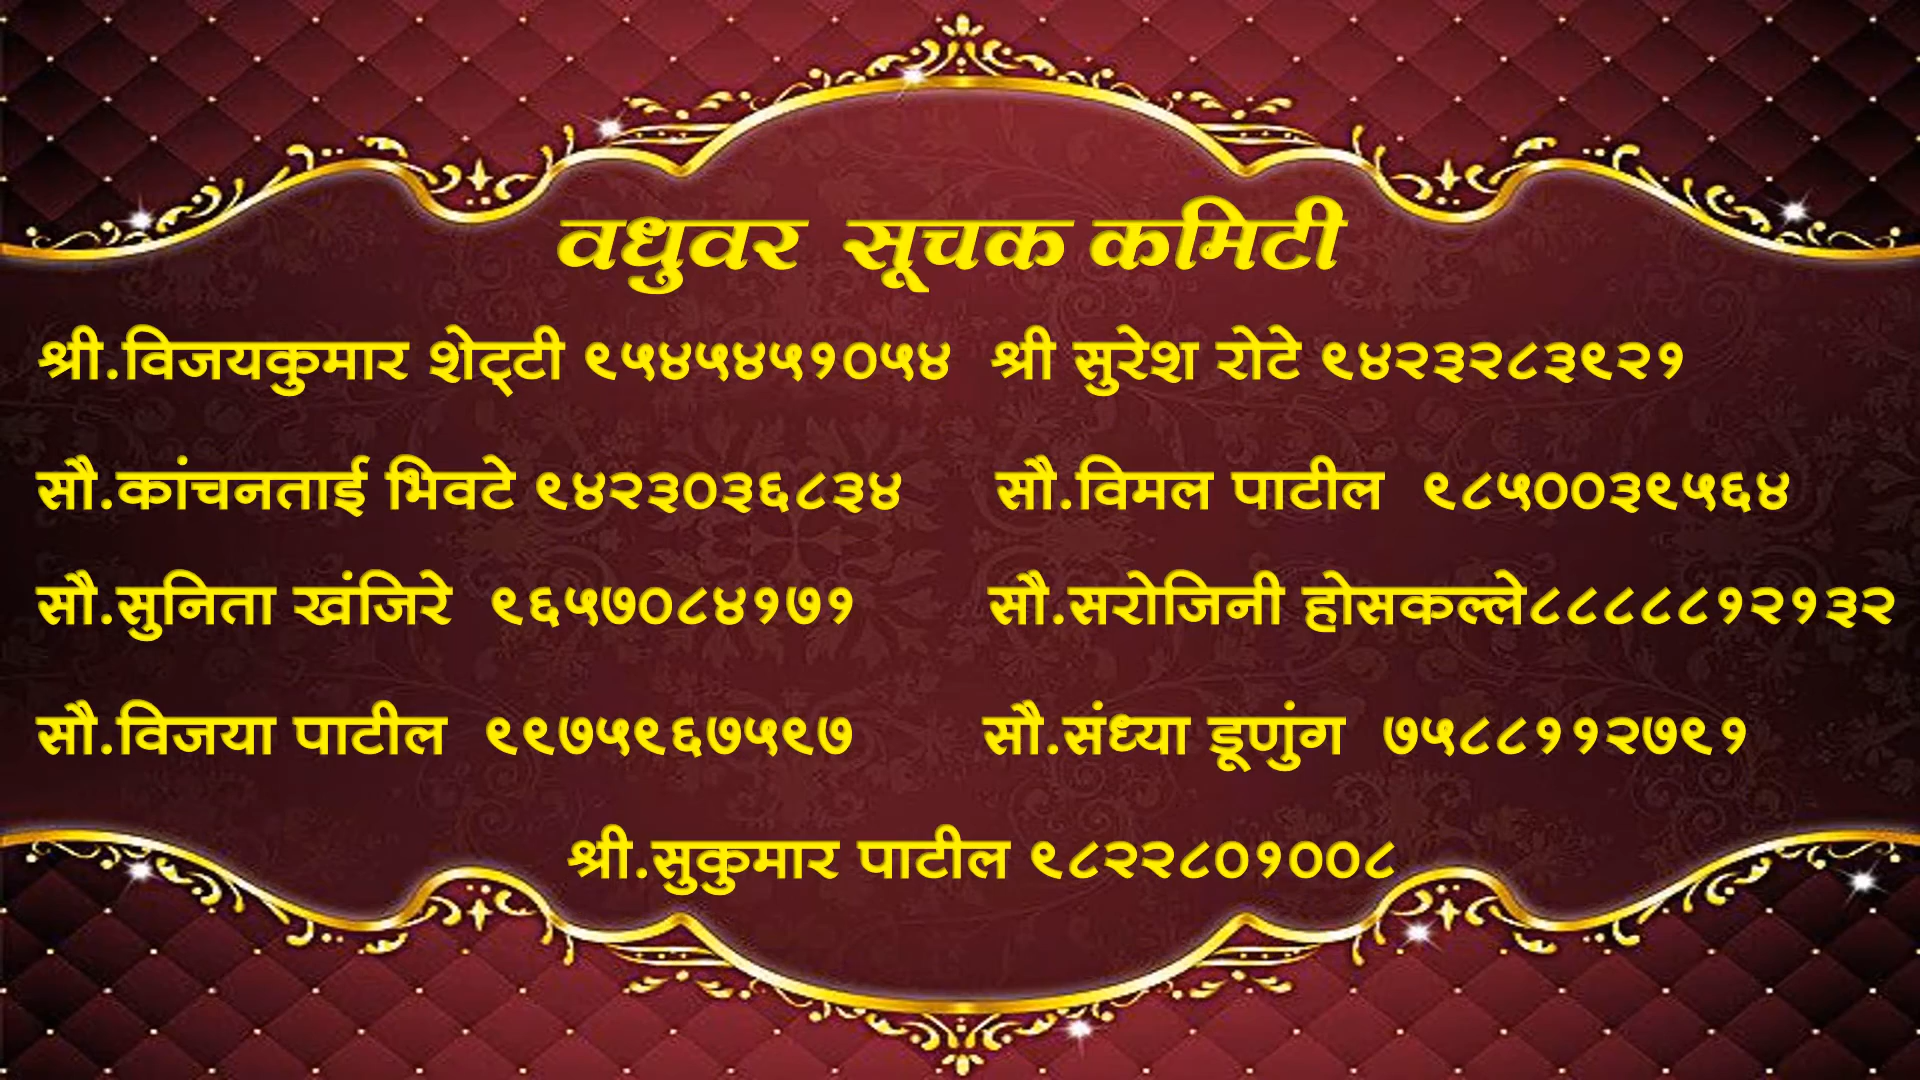 वधुवर सूचक कमिटी
श्री.विजयकुमार शेट्टी ९५४५४५१०५४ श्री सुरेश रोटे ९४२३२८३९२१
सौ.कांचनताई भिवटे ९४२३०३६८३४ सौ.विमल पाटील ९८५००३९५६४
सौ.सुनिता खंजिरे ९६५७०८४१७१ सौ.सरोजिनी होसकल्ले८८८८८१२१३२
सौ.विजया पाटील ९९७५९६७५९७ सौ.संध्या डूणुंग ७५८८११२७९१
श्री.सुकुमार पाटील ९८२२८०१००८